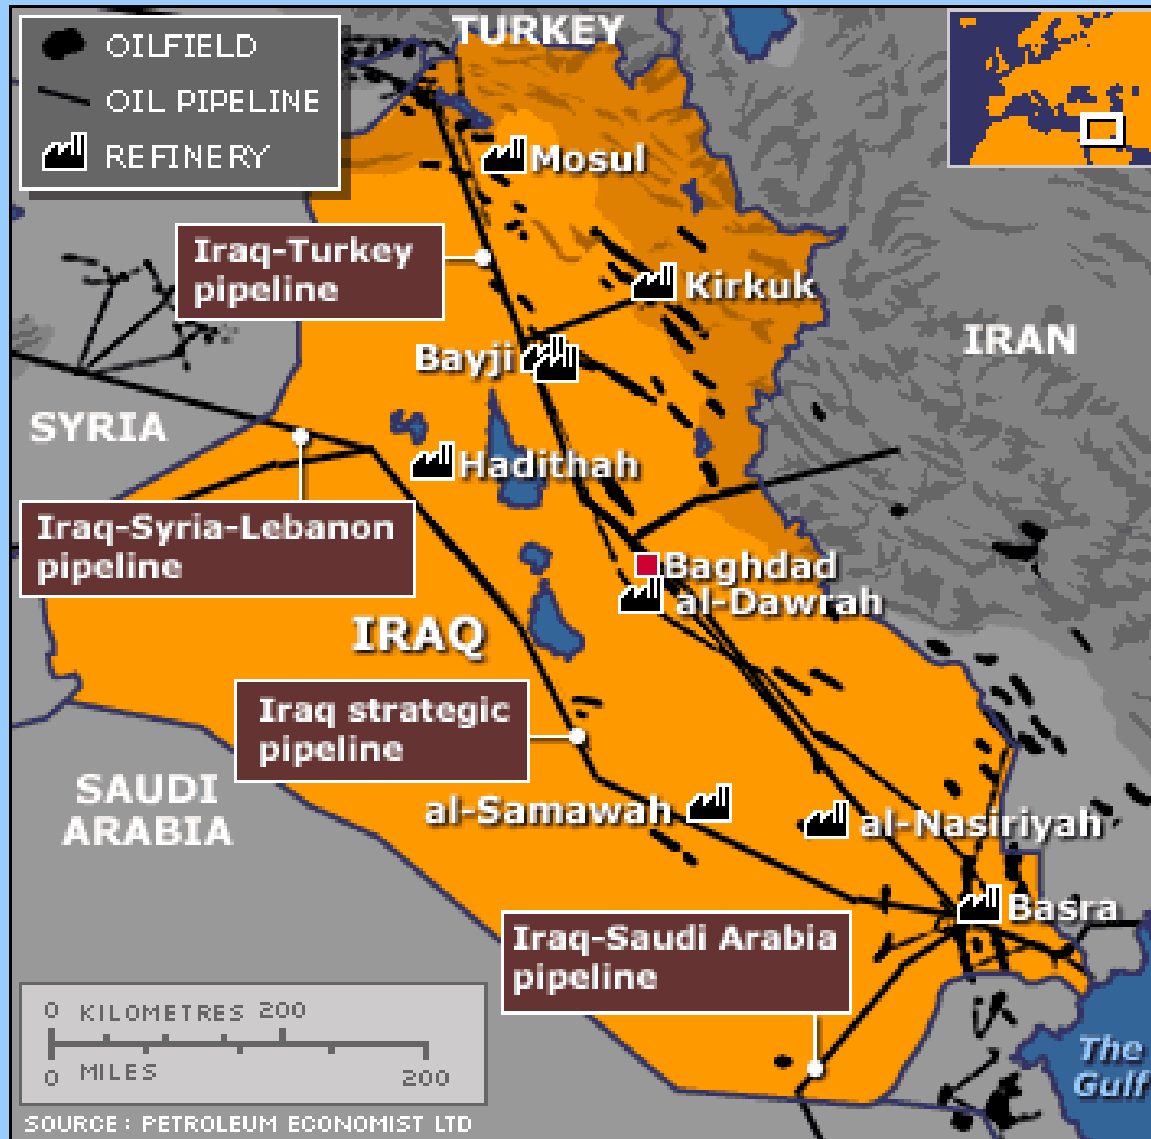 TURKEY
OILFIELD
OIL PIPELINE
REFINERY
Mosul
Iraq-Turkey
pipeline
Kirkuk
IRAN
Bayji
SYRIA
Hadithah
Iraq-Syria-Lebanon
pipeline
Baghdad
al-Dawrah
IRAQ
Iraq strategic
pipeline
SAUDI
ARABIA
al-Samawah
al-Nasiriyah
Basra
Iraq-Saudi Arabia
pipeline
0 KILOMETRES 200
0 MILES 200
The
Gulf
SOURCE: PETROLEUM ECONOMIST LTD